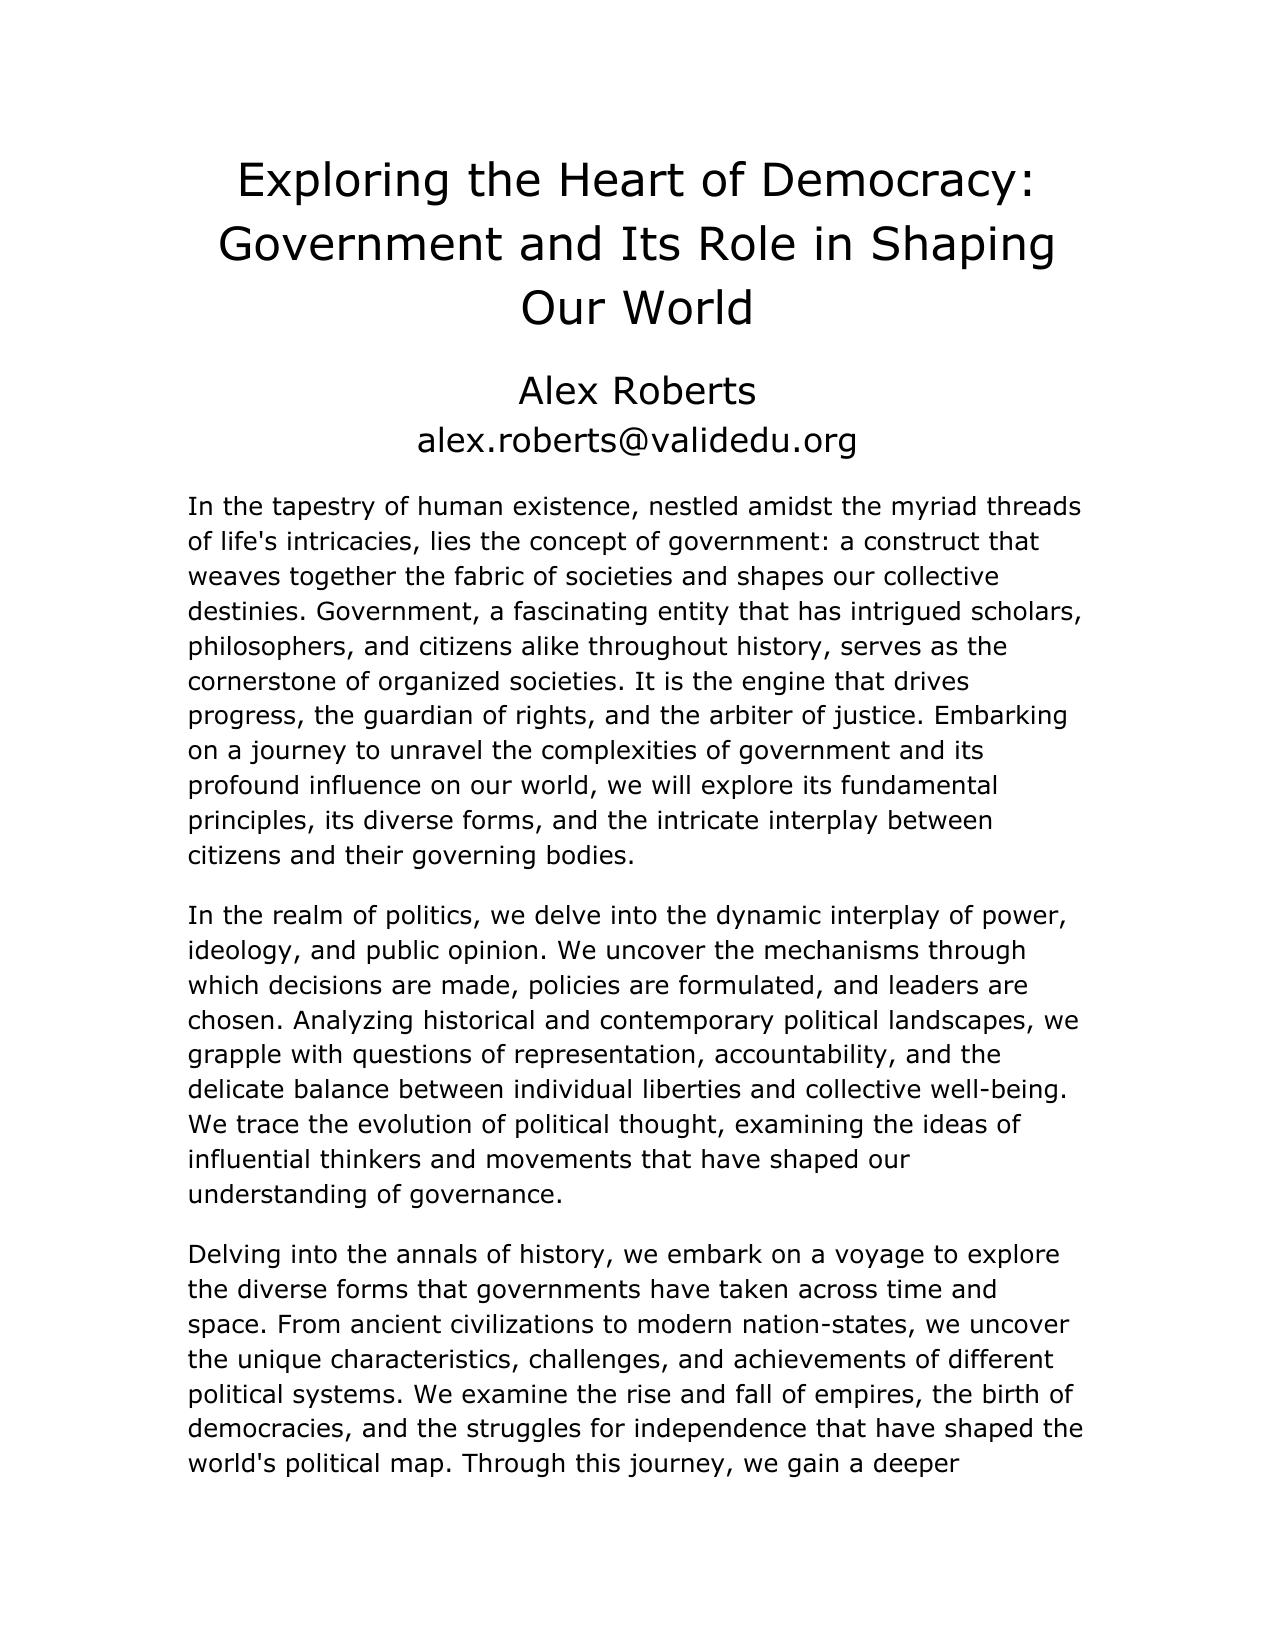 Exploring the Heart of Democracy:
Government and Its Role in Shaping
Our World
Alex Roberts
alex.roberts@validedu.org
In the tapestry of human existence, nestled amidst the myriad threads
of life's intricacies, lies the concept of government: a construct that
weaves together the fabric of societies and shapes our collective
destinies. Government, a fascinating entity that has intrigued scholars,
philosophers, and citizens alike throughout history, serves as the
cornerstone of organized societies. It is the engine that drives
progress, the guardian of rights, and the arbiter of justice. Embarking
on a journey to unravel the complexities of government and its
profound influence on our world, we will explore its fundamental
principles, its diverse forms, and the intricate interplay between
citizens and their governing bodies.
In the realm of politics, we delve into the dynamic interplay of power,
ideology, and public opinion. We uncover the mechanisms through
which decisions are made, policies are formulated, and leaders are
chosen. Analyzing historical and contemporary political landscapes, we
grapple with questions of representation, accountability, and the
delicate balance between individual liberties and collective well-being.
We trace the evolution of political thought, examining the ideas of
influential thinkers and movements that have shaped our
understanding of governance.
Delving into the annals of history, we embark on a voyage to explore
the diverse forms that governments have taken across time and
space. From ancient civilizations to modern nation-states, we uncover
the unique characteristics, challenges, and achievements of different
political systems. We examine the rise and fall of empires, the birth of
democracies, and the struggles for independence that have shaped the
world's political map. Through this journey, we gain a deeper